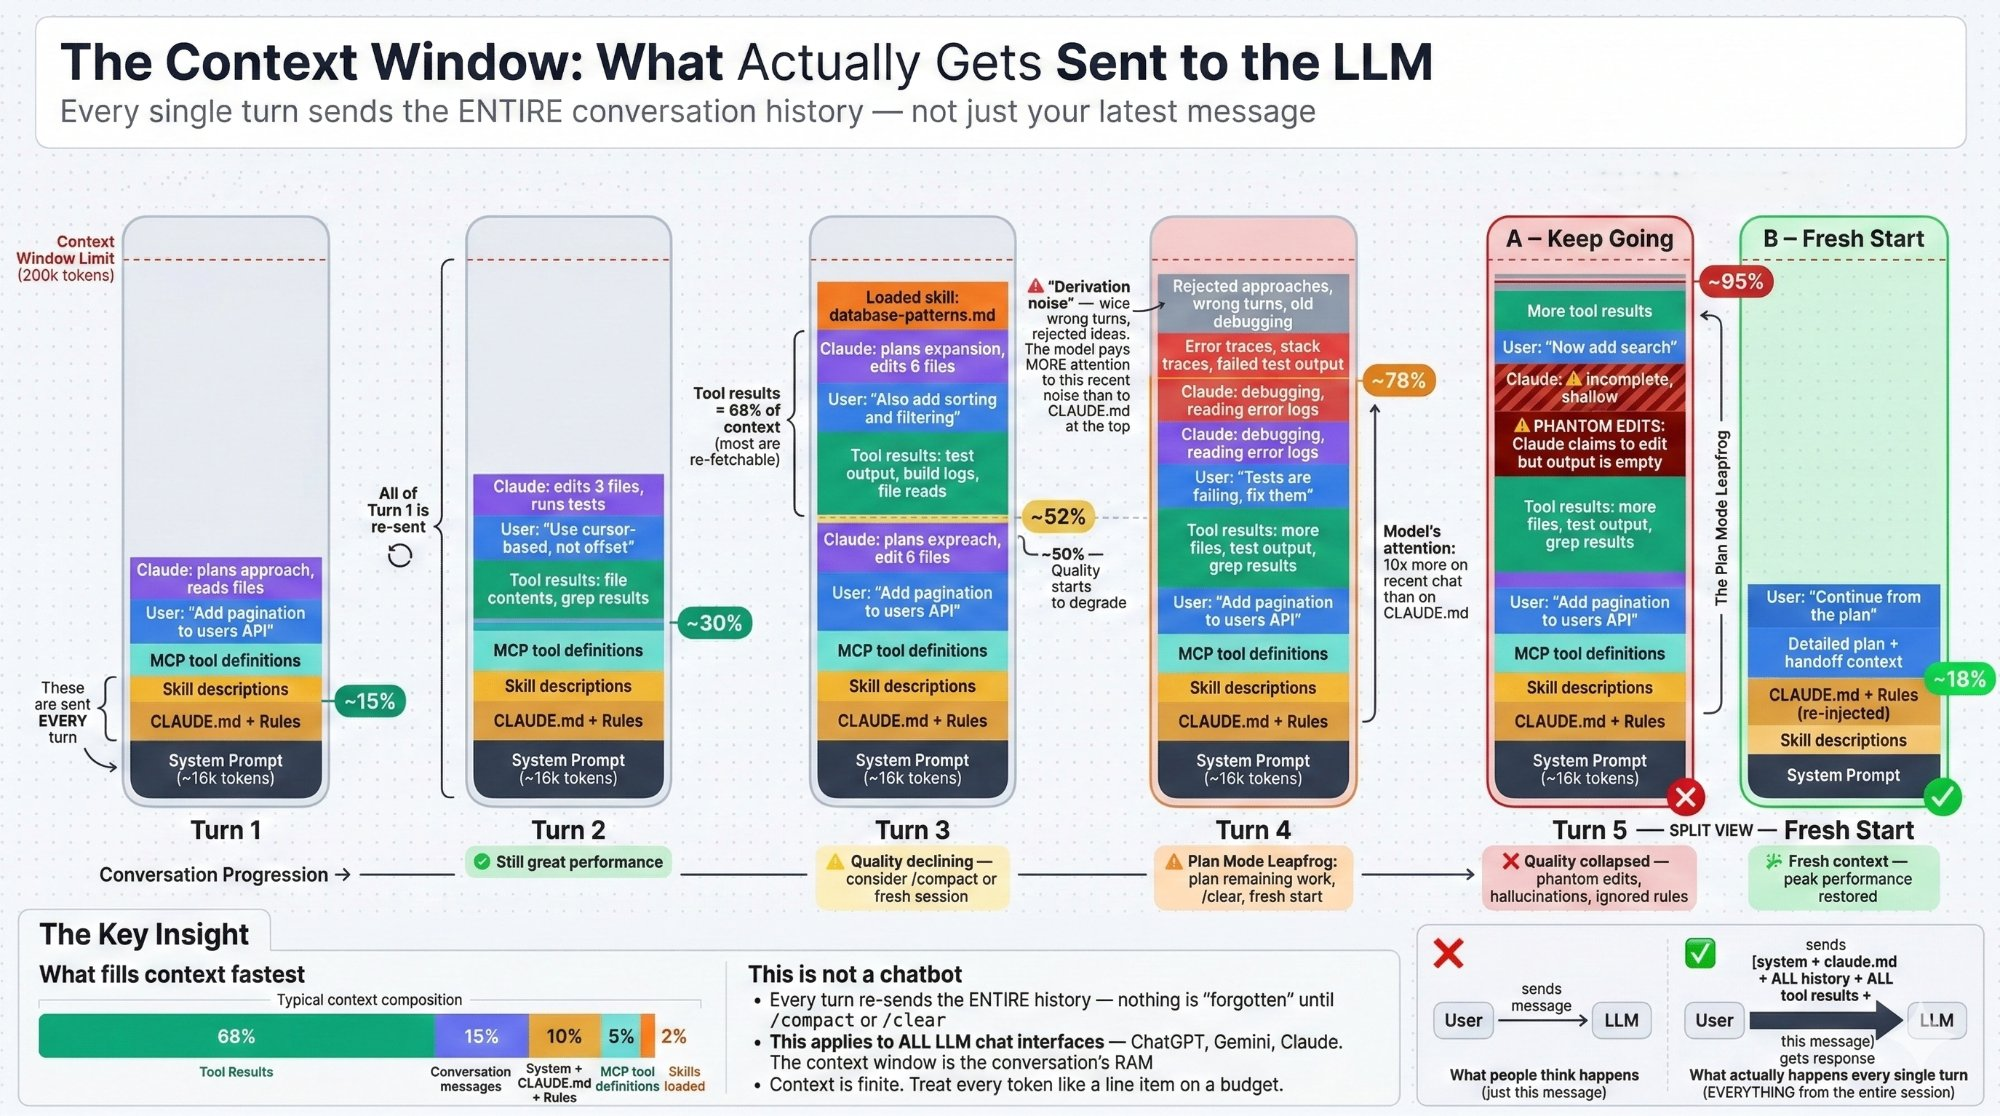 The Context Window: What Actually Gets Sent to the LLM
Every single turn sends the ENTIRE conversation history — not just your latest message
Context
Window Limit
(200k tokens)
Claude: plans approach,
reads files
User: “Add pagination
to users API”
MCP tool definitions
Skill descriptions
CLAUDE.md + Rules
System Prompt
(~16k tokens)
These
are sent
EVERY
turn
~15%
Turn 1
All of
Turn 1 is
re-sent
Claude: edits 3 files,
runs tests
User: “Use cursor-
based, not offset”
Tool results: file
contents, grep results
MCP tool definitions
Skill descriptions
CLAUDE.md + Rules
System Prompt
(~16k tokens)
~30%
Turn 2
Tool results
= 68% of
context
(most are
re-fetchable)
Loaded skill:
database-patterns.md
Claude: plans expansion,
edits 6 files
User: “Also add sorting
and filtering”
Tool results: test
output, build logs,
file reads
Claude: plans expreach,
edit 6 files
User: “Add pagination
to users API”
MCP tool definitions
Skill descriptions
CLAUDE.md + Rules
System Prompt
(~16k tokens)
~52%
~50% —
Quality
starts
to degrade
Turn 3
“Derivation
noise” — wice
wrong turns,
rejected ideas.
The model pays
MORE attention
to this recent
noise than to
CLAUDE.md
at the top
Rejected approaches,
wrong turns, old
debugging
Error traces, stack
traces, failed test output
Claude: debugging,
reading error logs
Claude: debugging,
reading error logs
User: “Tests are
failing, fix them”
Tool results: more
files, test output,
grep results
User: “Add pagination
to users API”
MCP tool definitions
Skill descriptions
CLAUDE.md + Rules
System Prompt
(~16k tokens)
~78%
Model’s
attention:
10x more on
recent chat
than on
CLAUDE.md
Turn 4
A – Keep Going
~95%
More tool results
User: “Now add search”
Claude: ⚠ incomplete,
shallow
⚠ PHANTOM EDITS:
Claude claims to edit
but output is empty
Tool results: more
files, test output,
grep results
User: “Add pagination
to users API”
MCP tool definitions
Skill descriptions
CLAUDE.md + Rules
System Prompt
(~16k tokens)
The Plan Mode Leapfrog
Turn 5 — SPLIT VIEW — Fresh Start
B – Fresh Start
User: “Continue from
the plan”
Detailed plan +
handoff context
~18%
CLAUDE.md + Rules
(re-injected)
Skill descriptions
System Prompt
Conversation Progression →
Still great performance
Quality declining —
consider /compact or
fresh session
Plan Mode Leapfrog:
plan remaining work,
/clear, fresh start
Quality collapsed —
phantom edits,
hallucinations, ignored rules
Fresh context —
peak performance
restored
The Key Insight
What fills context fastest
Typical context composition
68%
15%
10%
5%
2%
Tool Results
Conversation
messages
System +
CLAUDE.md
+ Rules
MCP tool
definitions
Skills
loaded
This is not a chatbot
• Every turn re-sends the ENTIRE history — nothing is “forgotten” until
/compact or /clear
• This applies to ALL LLM chat interfaces — ChatGPT, Gemini, Claude.
The context window is the conversation’s RAM
• Context is finite. Treat every token like a line item on a budget.
User
sends
message
LLM
What people think happens
(just this message)
sends
[system + claude.md
+ ALL history + ALL
tool results +
User
LLM
this message)
gets response
What actually happens every single turn
(EVERYTHING from the entire session)